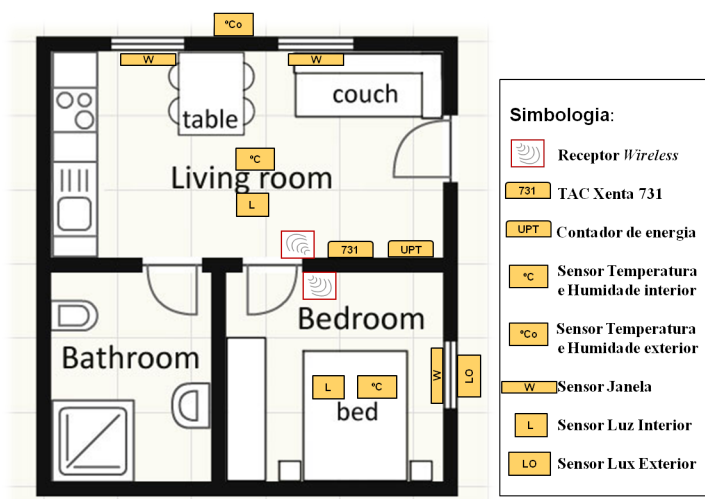 °Co
W
W
couch
table
°C
Living room
L
731
UPT
Bedroom
Bathroom
W
LO
L
°C
bed
Simbologia:
Receptor Wireless
731
TAC Xenta 731
UPT
Contador de energia
°C
Sensor Temperatura
e Humidade interior
°Co
Sensor Temperatura
e Humidade exterior
W
Sensor Janela
L
Sensor Luz Interior
LO
Sensor Lux Exterior